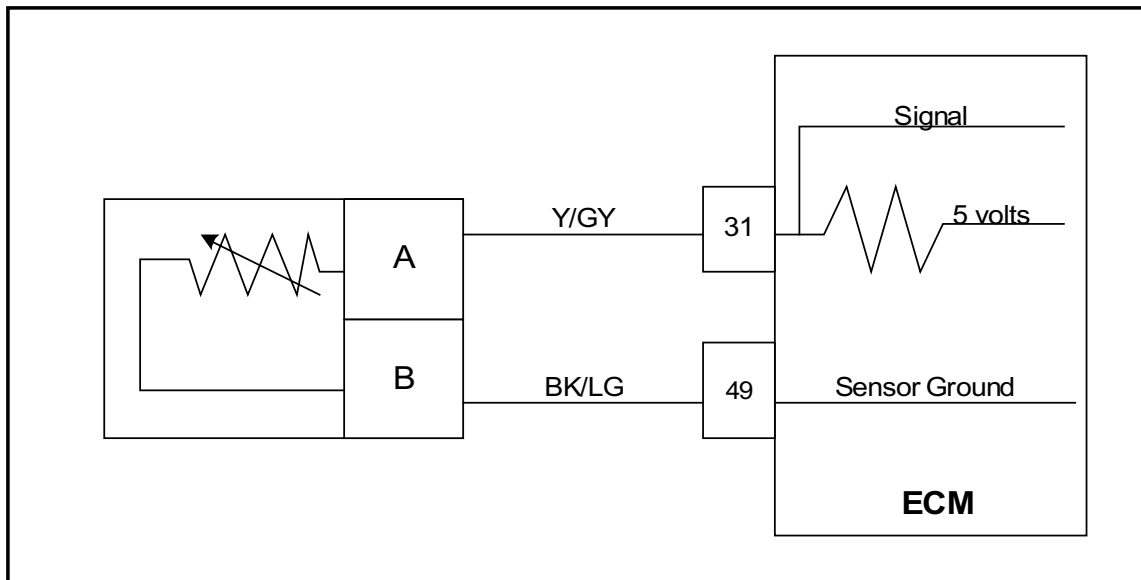 Signal
Y/GY
31
5 volts
A
B
BK/LG
49
Sensor Ground
ECM